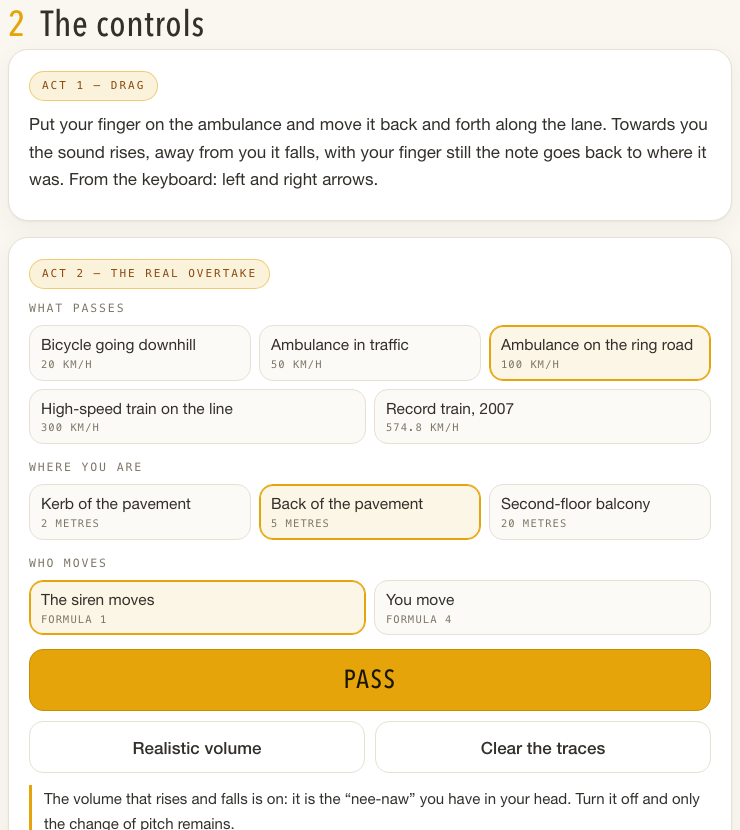 2 The controls
ACT 1 — DRAG
Put your finger on the ambulance and move it back and forth along the lane. Towards you
the sound rises, away from you it falls, with your finger still the note goes back to where it
was. From the keyboard: left and right arrows.
ACT 2 — THE REAL OVERTAKE
WHAT PASSES
Bicycle going downhill
20 KM/H
Ambulance in traffic
50 KM/H
Ambulance on the ring road
100 KM/H
High-speed train on the line
300 KM/H
Record train, 2007
574.8 KM/H
WHERE YOU ARE
Kerb of the pavement
2 METRES
Back of the pavement
5 METRES
Second-floor balcony
20 METRES
WHO MOVES
The siren moves
FORMULA 1
You move
FORMULA 4
PASS
Realistic volume
Clear the traces
The volume that rises and falls is on: it is the “nee-naw” you have in your head. Turn it off and only
the change of pitch remains.